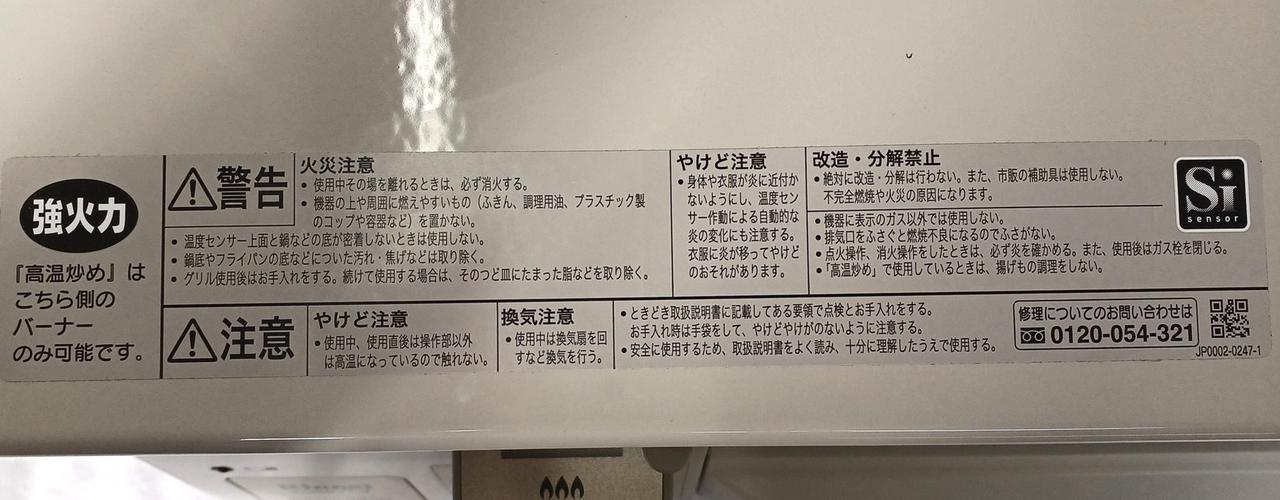 強火力
『高温炒め』は
こちら側の
バーナー
のみ可能です。
警告
火災注意
• 使用中その場を離れるときは、必ず消火する。
• 機器の上や周囲に燃えやすいもの（ふきん、調理用油、プラスチック製
のコップや容器など）を置かない。
• 温度センサー上面と鍋などの底が密着しないときは使用しない。
• 鍋底やフライパンの底などについた汚れ・焦げなどは取り除く。
• グリル使用後はお手入れをする。続けて使用する場合は、そのつど皿にたまった脂などを取り除く。
やけど注意
• 身体や衣服が炎に近付か
ないようにし、温度セン
サー作動による自動的な
炎の変化にも注意する。
衣服に炎が移ってやけど
のおそれがあります。
改造・分解禁止
• 絶対に改造・分解は行わない。また、市販の補助具は使用しない。
不完全燃焼や火災の原因になります。
• 機器に表示のガス以外では使用しない。
• 排気口をふさぐと燃焼不良になるのでふさがない。
• 点火操作、消火操作をしたときは、必ず炎を確かめる。また、使用後はガス栓を閉じる。
• 「高温炒め」で使用しているときは、揚げもの調理をしない。
Si
sensor
注意
やけど注意
• 使用中、使用直後は操作部以外
は高温になっているので触れない。
換気注意
• 使用中は換気扇を回
すなど換気を行う。
• ときどき取扱説明書に記載してある要領で点検とお手入れをする。
お手入れ時は手袋をして、やけどやけがのないように注意する。
• 安全に使用するため、取扱説明書をよく読み、十分に理解したうえで使用する。
修理についてのお問い合わせは
0120-054-321
JP0002-0247-1